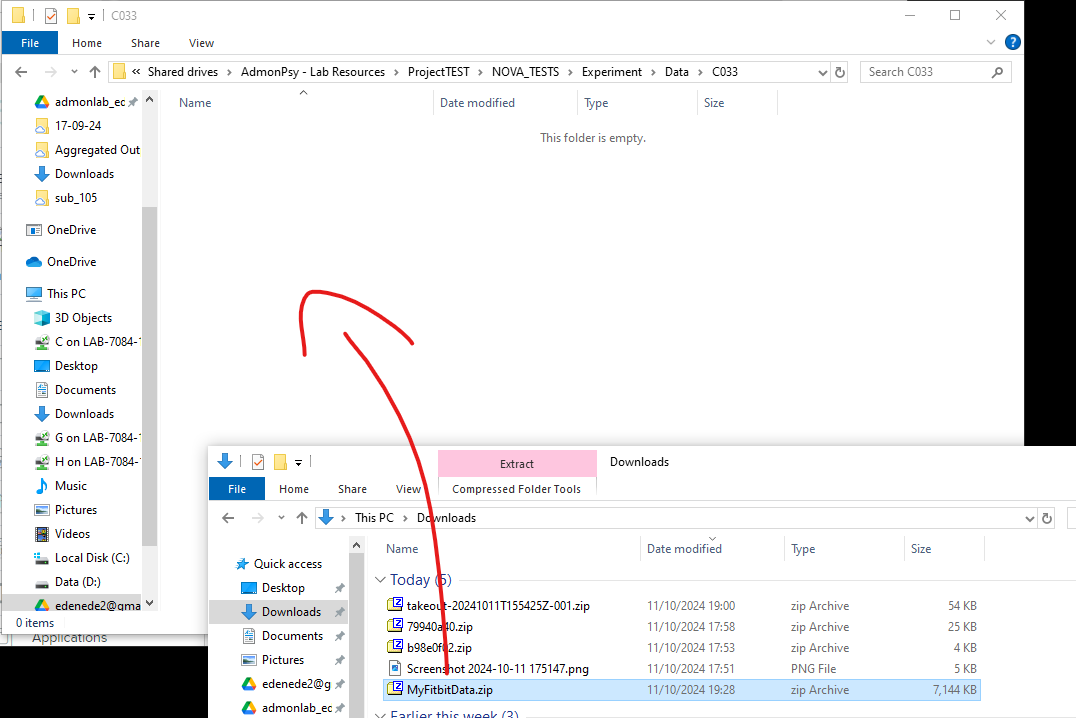 C033
File Home Share View
« Shared drives > AdmonPsy - Lab Resources > ProjectTEST > NOVA_TESTS > Experiment > Data > C033
Search C033
Name Date modified Type Size
This folder is empty.
admonlab_ec
17-09-24
Aggregated Out
Downloads
sub_105
OneDrive
OneDrive
This PC
3D Objects
C on LAB-7084-1
Desktop
Documents
Downloads
G on LAB-7084-1
H on LAB-7084-1
Music
Pictures
Videos
Local Disk (C:)
Data (D:)
edenede2@gma
0 items
Applications
Extract Downloads
File Home Share View Compressed Folder Tools
This PC > Downloads
Name Date modified Type Size
Quick access
Desktop
Downloads
Documents
Pictures
edenede2@g
admonlab_ec
Today (5)
takeout-20241011T155425Z-001.zip 11/10/2024 19:00 zip Archive 54 KB
79940a40.zip 11/10/2024 17:58 zip Archive 25 KB
b98e0f02.zip 11/10/2024 17:53 zip Archive 4 KB
Screenshot 2024-10-11 175147.png 11/10/2024 17:51 PNG File 5 KB
MyFitbitData.zip 11/10/2024 19:28 zip Archive 7,144 KB
Earlier this week (3)